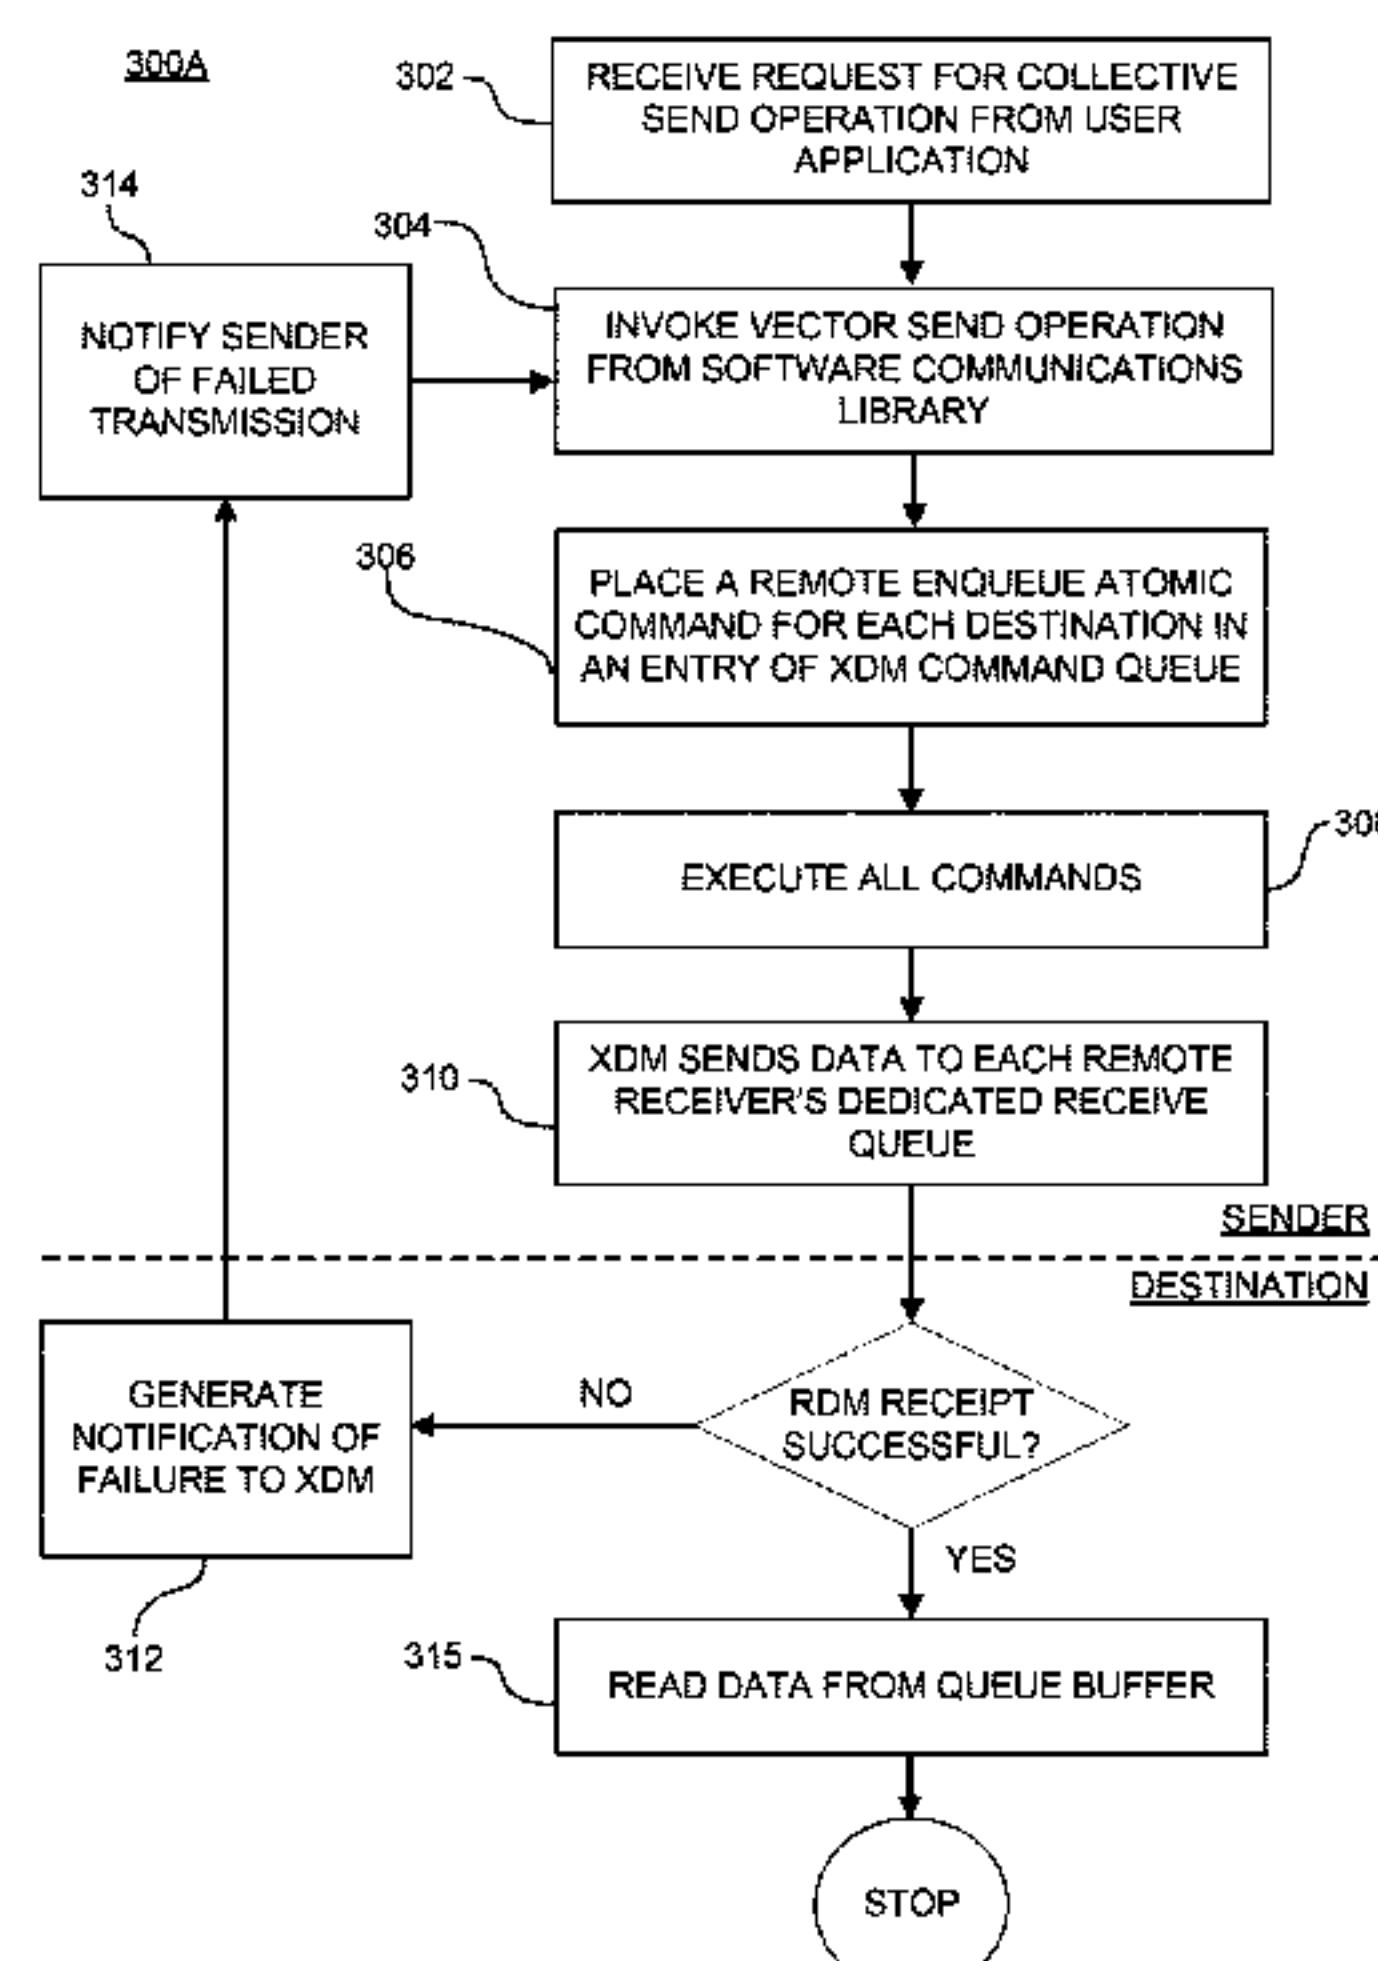 300A
302
RECEIVE REQUEST FOR COLLECTIVE
SEND OPERATION FROM USER
APPLICATION
314
304
NOTIFY SENDER
OF FAILED
TRANSMISSION
INVOKE VECTOR SEND OPERATION
FROM SOFTWARE COMMUNICATIONS
LIBRARY
306
PLACE A REMOTE ENQUEUE ATOMIC
COMMAND FOR EACH DESTINATION IN
AN ENTRY OF XDM COMMAND QUEUE
EXECUTE ALL COMMANDS
310
XDM SENDS DATA TO EACH REMOTE
RECEIVER'S DEDICATED RECEIVE
QUEUE
SENDER
DESTINATION
GENERATE
NOTIFICATION OF
FAILURE TO XDM
NO
RDM RECEIPT
SUCCESSFUL?
YES
312
315
READ DATA FROM QUEUE BUFFER
STOP